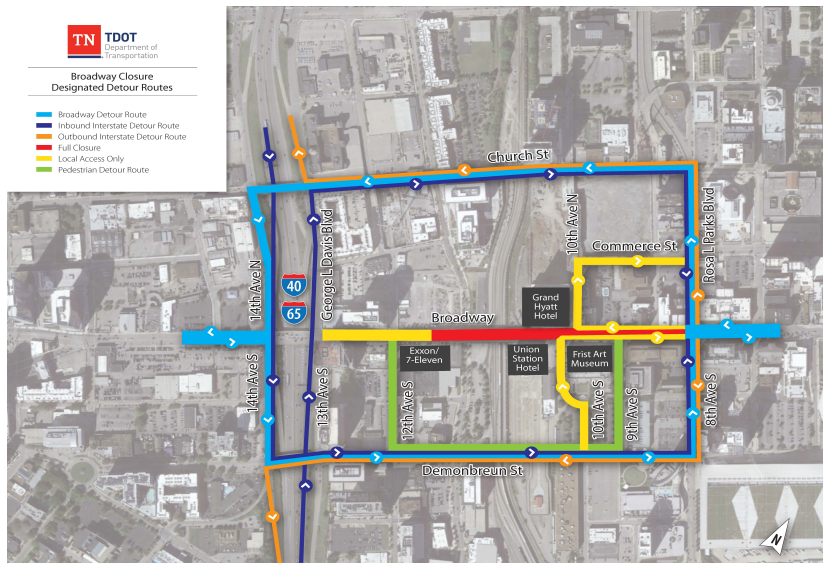 TN TDOT
Department of
Transportation
Broadway Closure
Designated Detour Routes
Broadway Detour Route
Inbound Interstate Detour Route
Outbound Interstate Detour Route
Full Closure
Local Access Only
Pedestrian Detour Route
Church St
10th Ave N
Rosa L Parks Blvd
Commerce St
14th Ave N
George L Davis Blvd
40
65
Grand
Hyatt
Hotel
Broadway
Exxon/
7-Eleven
Union
Station
Hotel
Frist Art
Museum
14th Ave S
13th Ave S
12th Ave S
10th Ave S
9th Ave S
8th Ave S
Demonbreun St
N